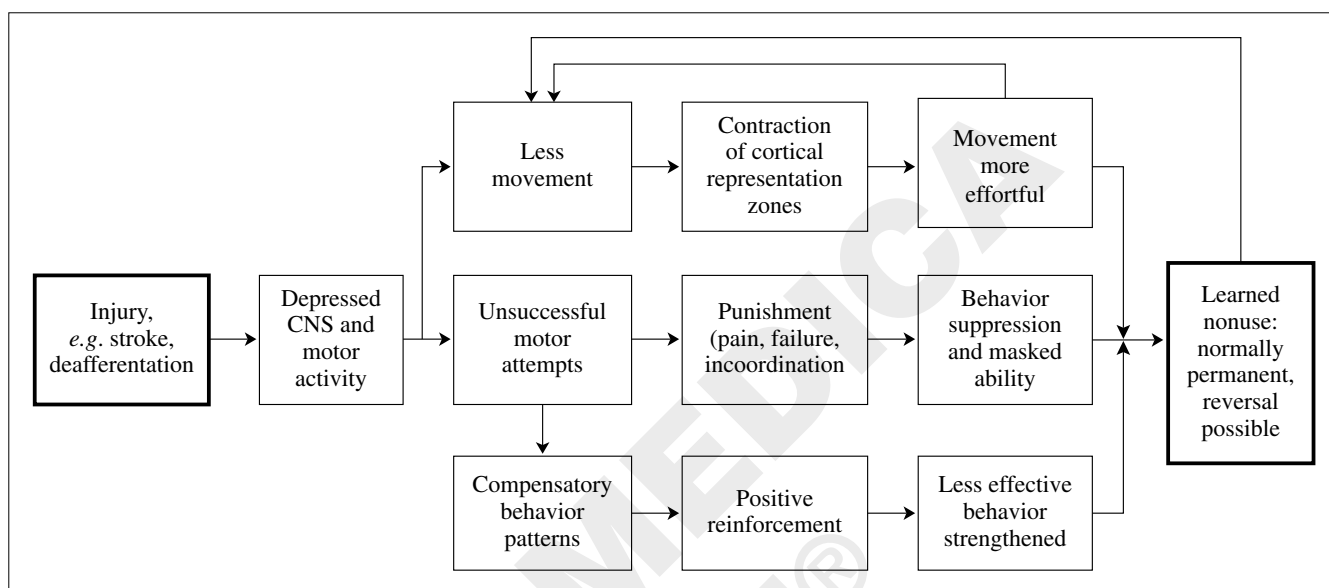 Less
movement
Contraction
of cortical
representation
zones
Movement
more
effortful
Injury,
e.g. stroke,
deafferentation
Depressed
CNS and
motor
activity
Unsuccessful
motor
attempts
Punishment
(pain, failure,
incoordination
Behavior
suppression
and masked
ability
Learned
nonuse:
normally
permanent,
reversal
possible
Compensatory
behavior
patterns
Positive
reinforcement
Less effective
behavior
strengthened
MEDICA
®